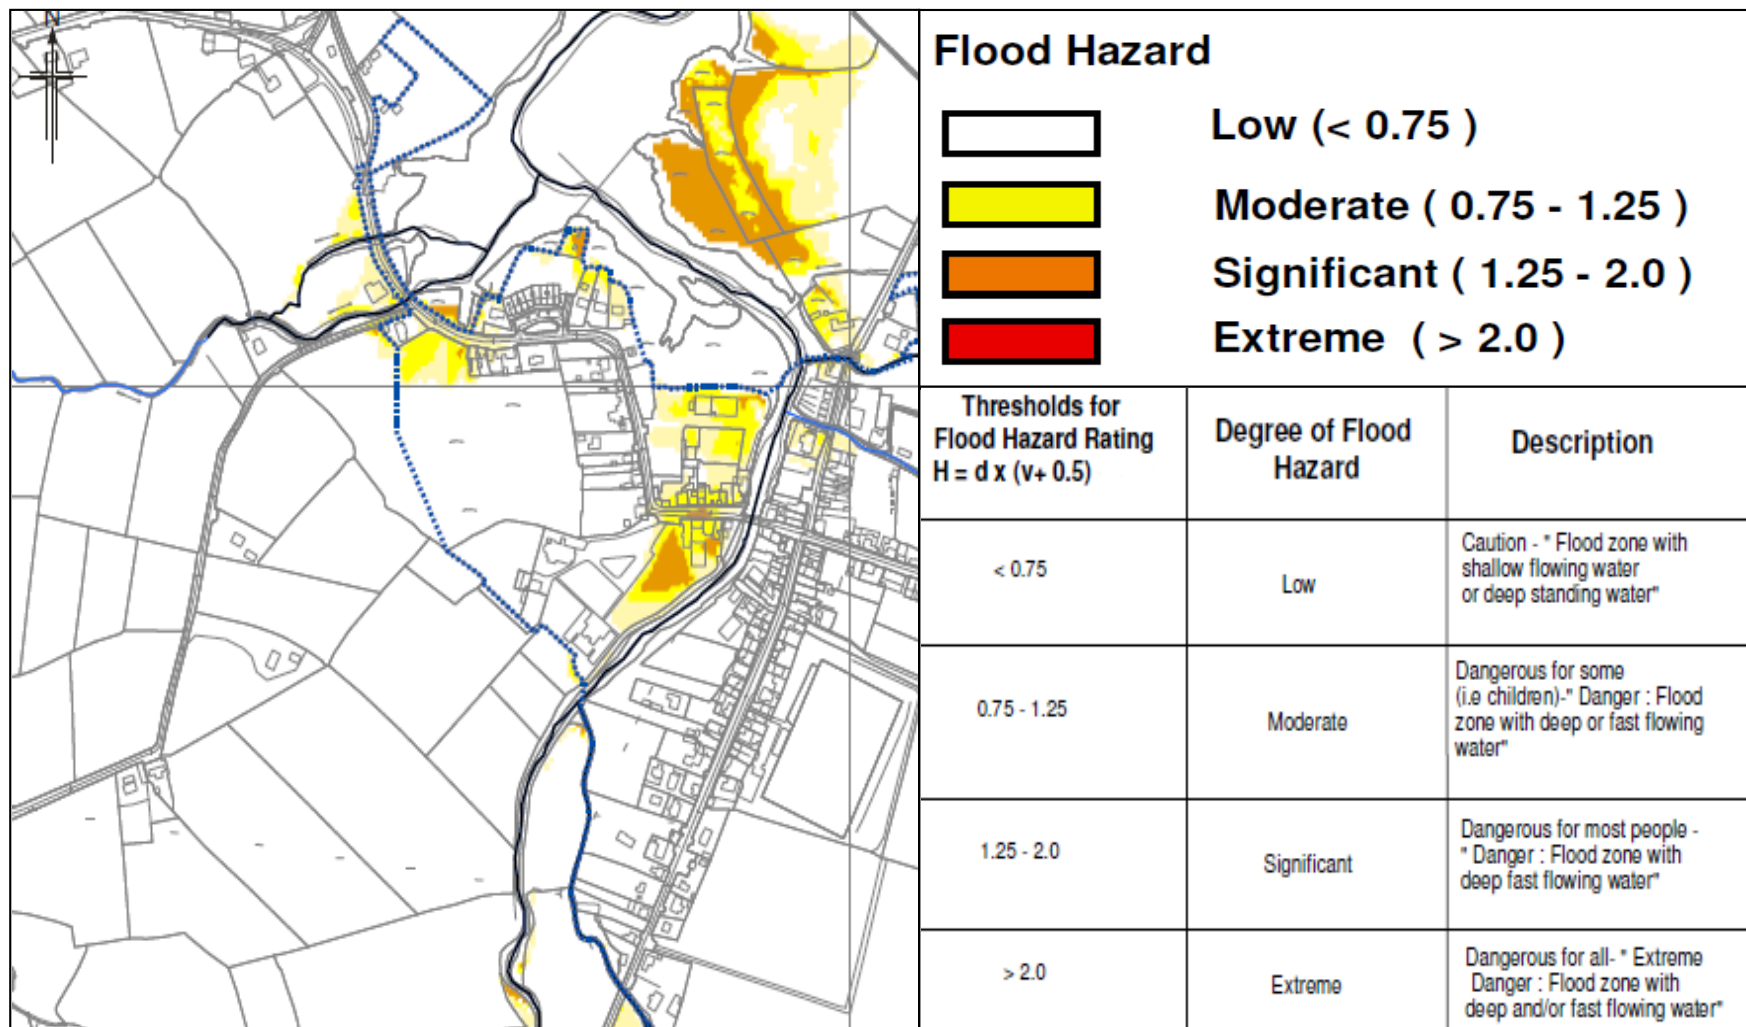 N
Flood Hazard
Low (< 0.75 )
Moderate ( 0.75 - 1.25 )
Significant ( 1.25 - 2.0 )
Extreme ( > 2.0 )
Thresholds for
Flood Hazard Rating
H = d x (v+ 0.5)
Degree of Flood
Hazard
Description
< 0.75
Low
Caution - " Flood zone with
shallow flowing water
or deep standing water"
0.75 - 1.25
Moderate
Dangerous for some
(i.e children)-" Danger : Flood
zone with deep or fast flowing
water"
1.25 - 2.0
Significant
Dangerous for most people -
" Danger : Flood zone with
deep fast flowing water"
> 2.0
Extreme
Dangerous for all- " Extreme
Danger : Flood zone with
deep and/or fast flowing water"